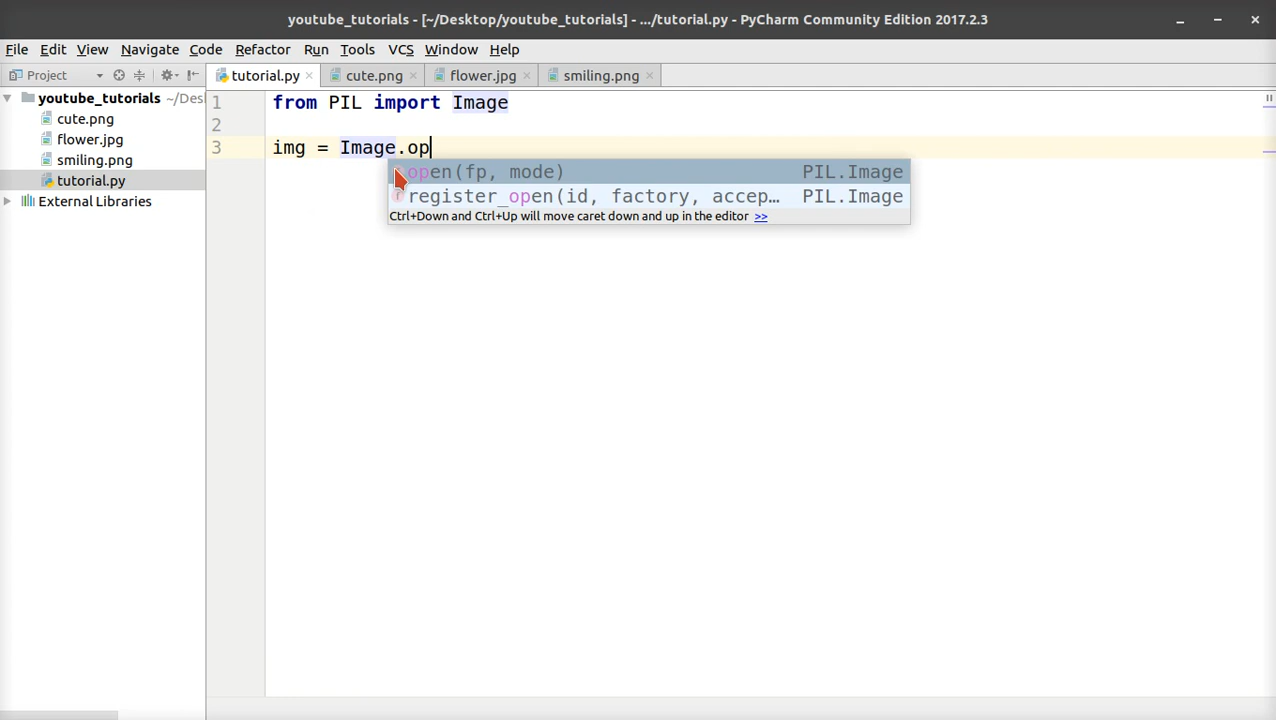 youtube_tutorials - [~/Desktop/youtube_tutorials] - .../tutorial.py - PyCharm Community Edition 2017.2.3
File Edit View Navigate Code Refactor Run Tools VCS Window Help
Project tutorial.py cute.png flower.jpg smiling.png
youtube_tutorials ~/Des
cute.png
flower.jpg
smiling.png
tutorial.py
External Libraries
1 from PIL import Image
2
3 img = Image.op
open(fp, mode) PIL.Image
register_open(id, factory, accep... PIL.Image
Ctrl+Down and Ctrl+Up will move caret down and up in the editor >>